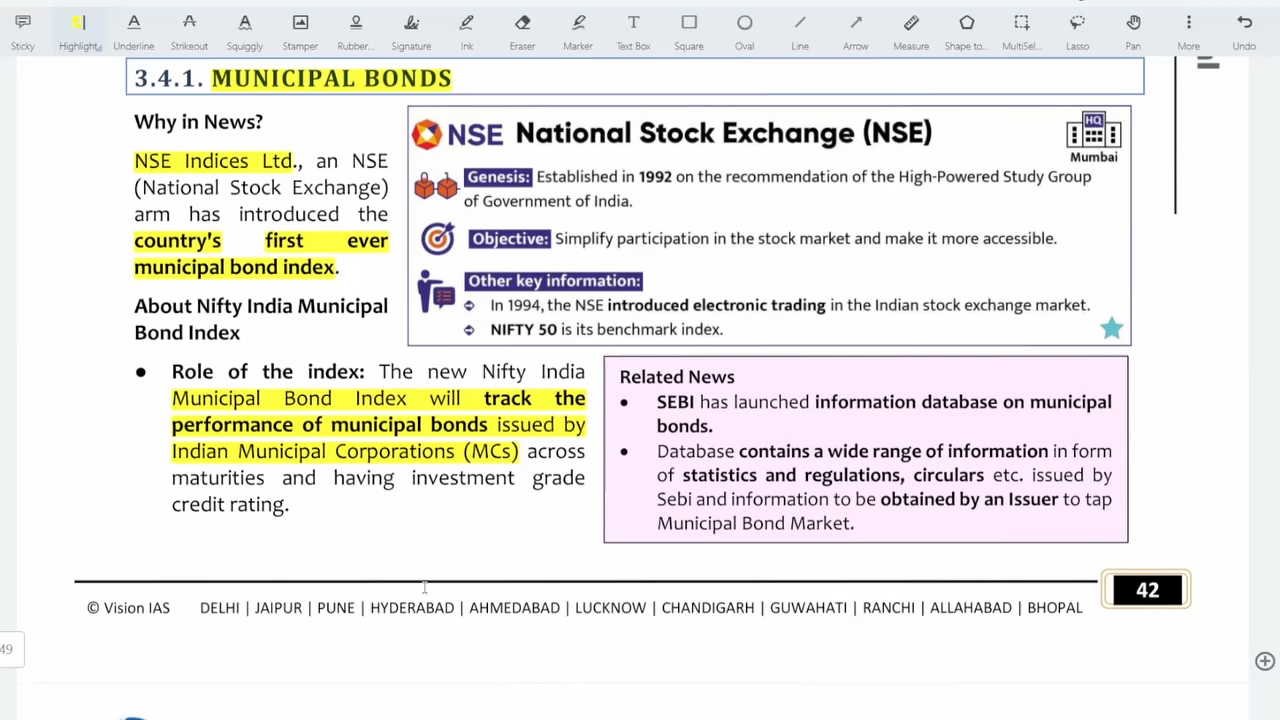 Sticky Highlight Underline Strikeout Squiggly Stamper Rubber... Signature Ink Eraser Marker Text Box Square Oval Line Arrow Measure Shape to... MultiSel... Lasso Pan More Undo
3.4.1. MUNICIPAL BONDS
Why in News?
NSE Indices Ltd., an NSE
(National Stock Exchange)
arm has introduced the
country's first ever
municipal bond index.
About Nifty India Municipal
Bond Index
NSE National Stock Exchange (NSE)
HQ
Mumbai
Genesis: Established in 1992 on the recommendation of the High-Powered Study Group
of Government of India.
Objective: Simplify participation in the stock market and make it more accessible.
Other key information:
In 1994, the NSE introduced electronic trading in the Indian stock exchange market.
NIFTY 50 is its benchmark index.
● Role of the index: The new Nifty India
Municipal Bond Index will track the
performance of municipal bonds issued by
Indian Municipal Corporations (MCs) across
maturities and having investment grade
credit rating.
Related News
● SEBI has launched information database on municipal
bonds.
● Database contains a wide range of information in form
of statistics and regulations, circulars etc. issued by
Sebi and information to be obtained by an Issuer to tap
Municipal Bond Market.
42
© Vision IAS DELHI | JAIPUR | PUNE | HYDERABAD | AHMEDABAD | LUCKNOW | CHANDIGARH | GUWAHATI | RANCHI | ALLAHABAD | BHOPAL
49